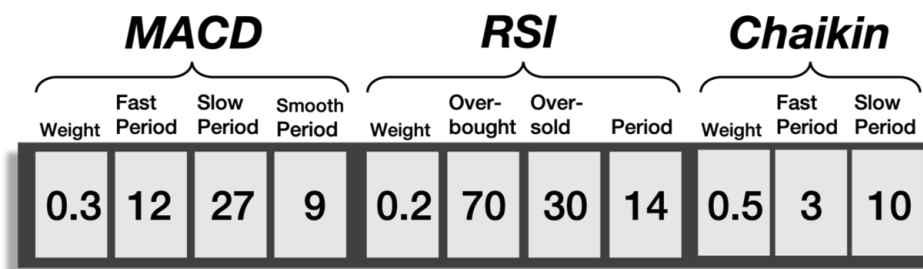 MACD RSI Chaikin
Weight Fast Period Slow Period Smooth Period Weight Over-bought Over-sold Period Weight Fast Period Slow Period
0.3 12 27 9 0.2 70 30 14 0.5 3 10